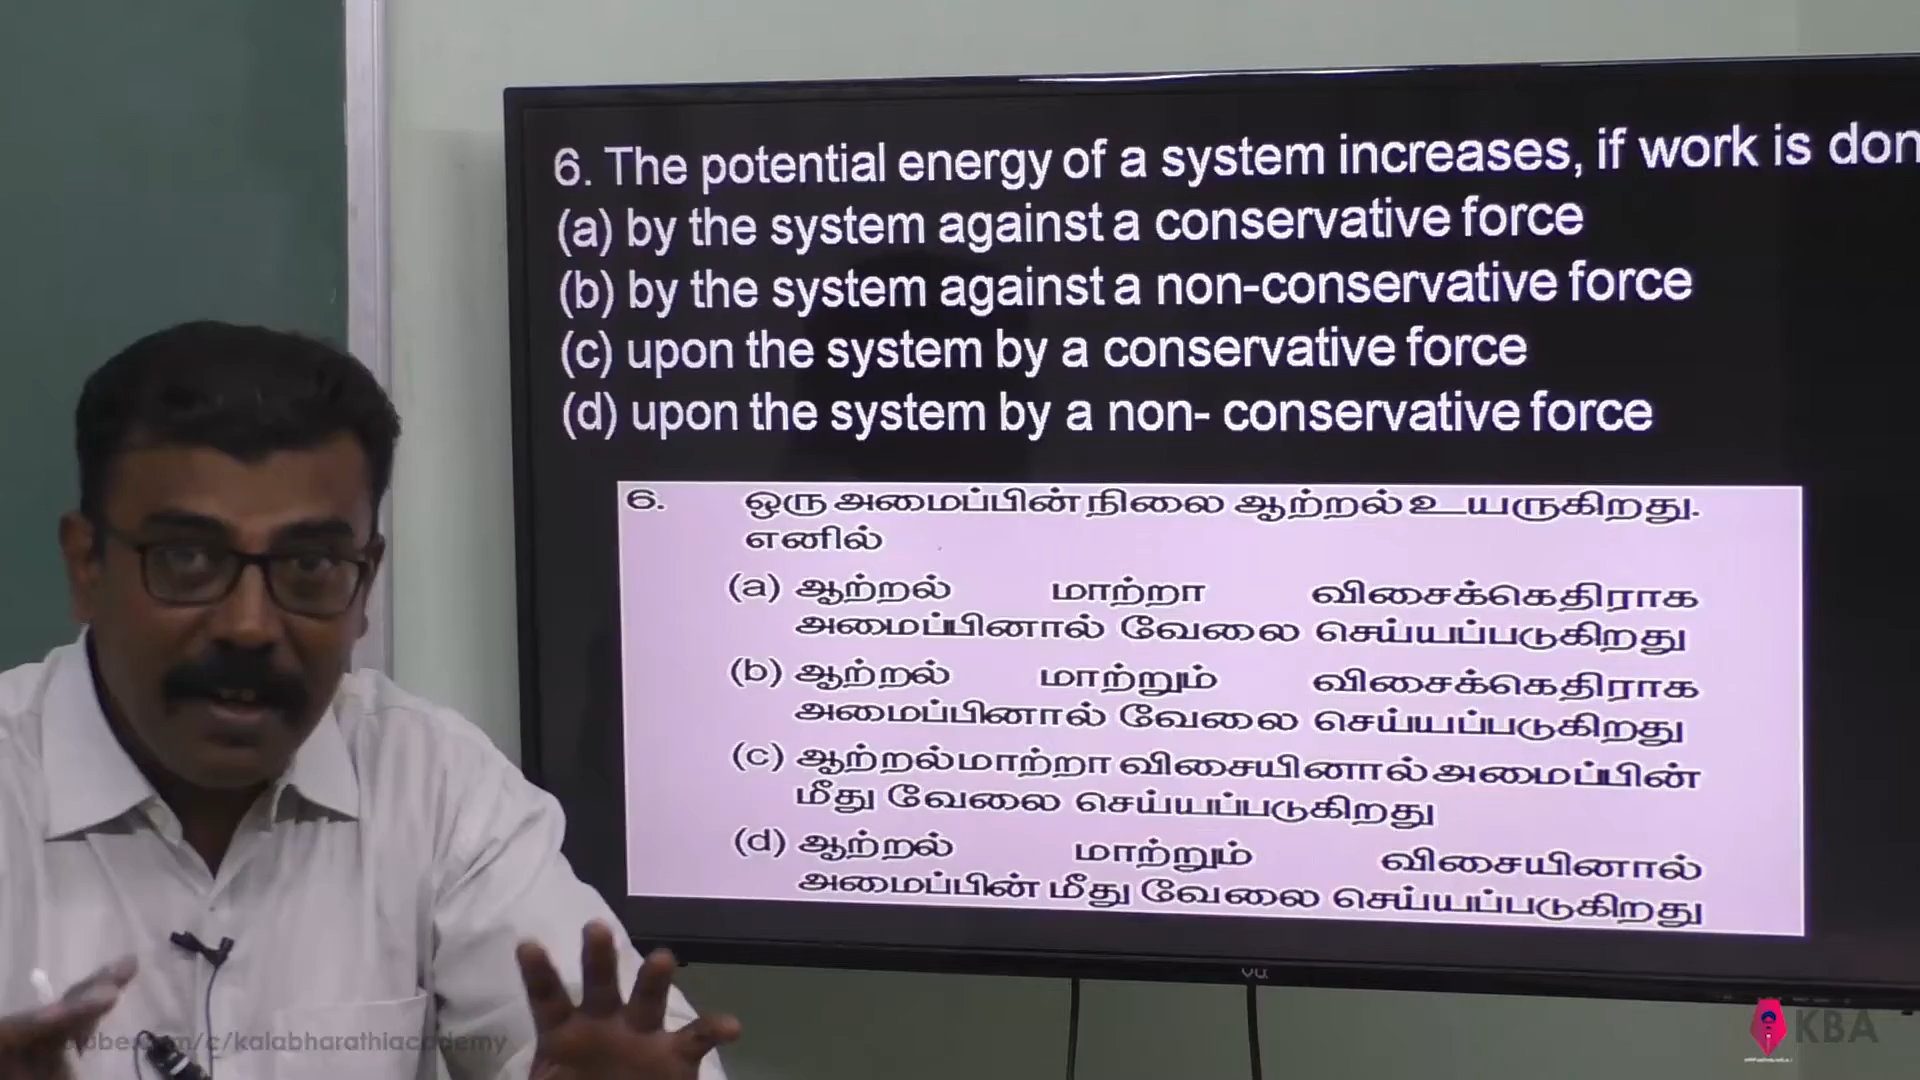 6. The potential energy of a system increases, if work is don
(a) by the system against a conservative force
(b) by the system against a non-conservative force
(c) upon the system by a conservative force
(d) upon the system by a non- conservative force
6. ஒரு அமைப்பின் நிலை ஆற்றல் உயருகிறது.
எனில்
(a) ஆற்றல் மாற்றா விசைக்கெதிராக
அமைப்பினால் வேலை செய்யப்படுகிறது
(b) ஆற்றல் மாற்றும் விசைக்கெதிராக
அமைப்பினால் வேலை செய்யப்படுகிறது
(c) ஆற்றல்மாற்றா விசையினால் அமைப்பின்
மீது வேலை செய்யப்படுகிறது
(d) ஆற்றல் மாற்றும் விசையினால்
அமைப்பின் மீது வேலை செய்யப்படுகிறது
vu
KBA
/c/kalabharathiacademy